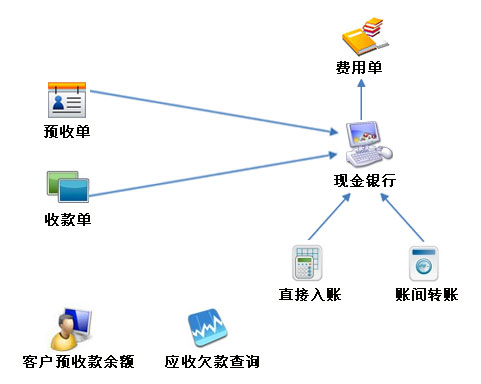 费用单
预收单
现金银行
收款单
直接入账
账间转账
客户预收款余额
应收欠款查询